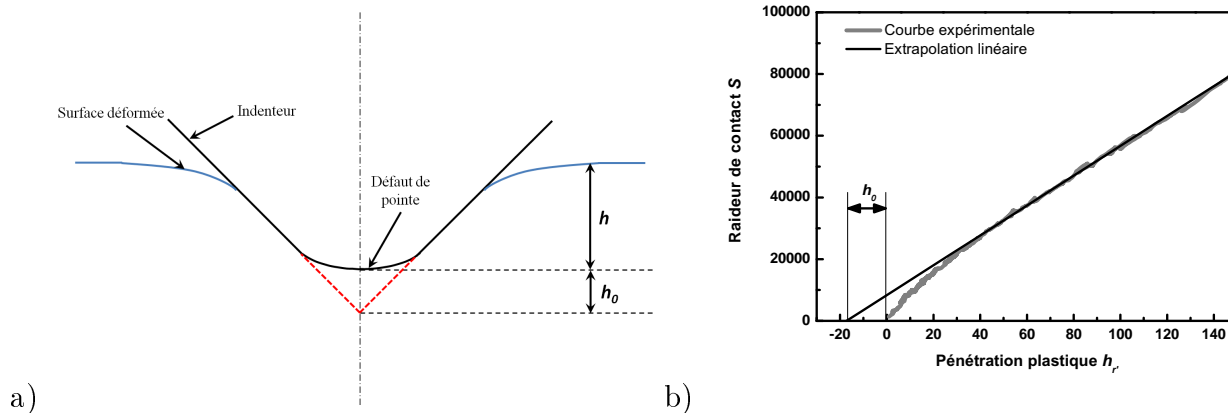 Surface déformée
Indenteur
Défaut de
pointe
h
h0
a)
Raideur de contact S
100000
80000
60000
40000
20000
0
Courbe expérimentale
Extrapolation linéaire
h0
-20 0 20 40 60 80 100 120 140
Pénétration plastique hr'
b)